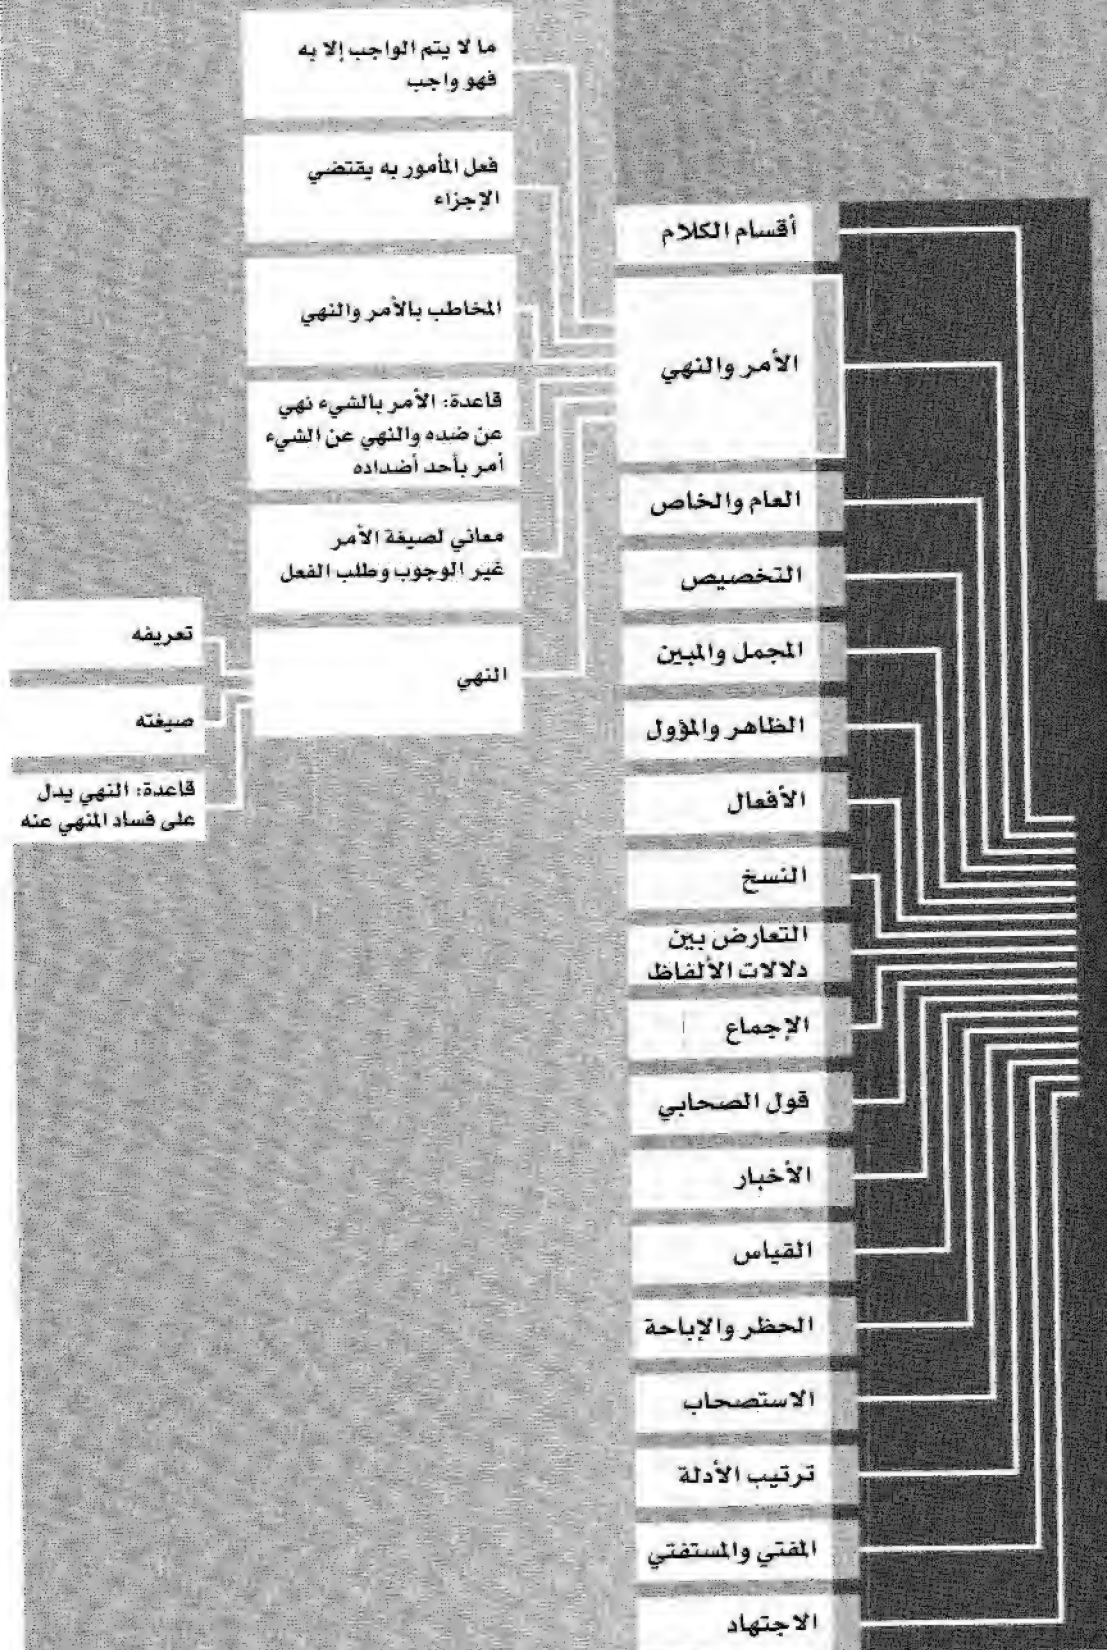 أقسام الكلام
الأمر والنهي
العام والخاص
التخصيص
المجمل والمبين
الظاهر والمؤول
الأفعال
النسخ
التعارض بين
دلالات الألفاظ
الإجماع
قول الصحابي
الأخبار
القياس
الحظر والإباحة
الاستصحاب
ترتيب الأدلة
المفتي والمستفتي
الاجتهاد
ما لا يتم الواجب إلا به
فهو واجب
فعل المأمور به يقتضي
الإجزاء
المخاطب بالأمر والنهي
قاعدة: الأمر بالشيء نهي
عن ضده والنهي عن الشيء
أمر بأحد أضداده
معاني لصيغة الأمر
غير الوجوب وطلب الفعل
النهي
تعريفه
صيغته
قاعدة: النهي يدل
على فساد المنهي عنه